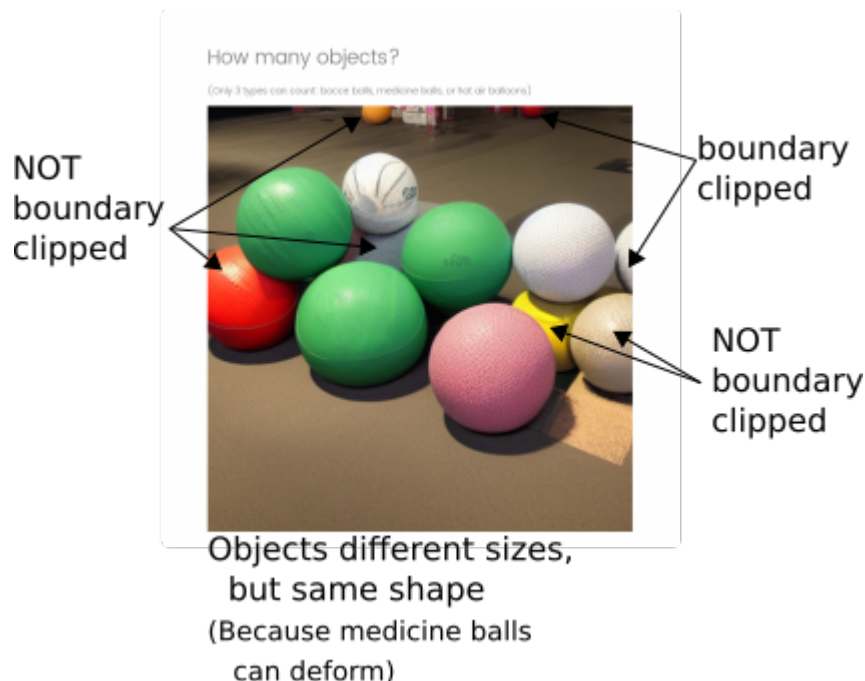 How many objects?
(Only 3 types can count: bocce balls, medicine balls, or hot air balloons)
NOT
boundary
clipped
boundary
clipped
NOT
boundary
clipped
Objects different sizes,
but same shape
(Because medicine balls
can deform)